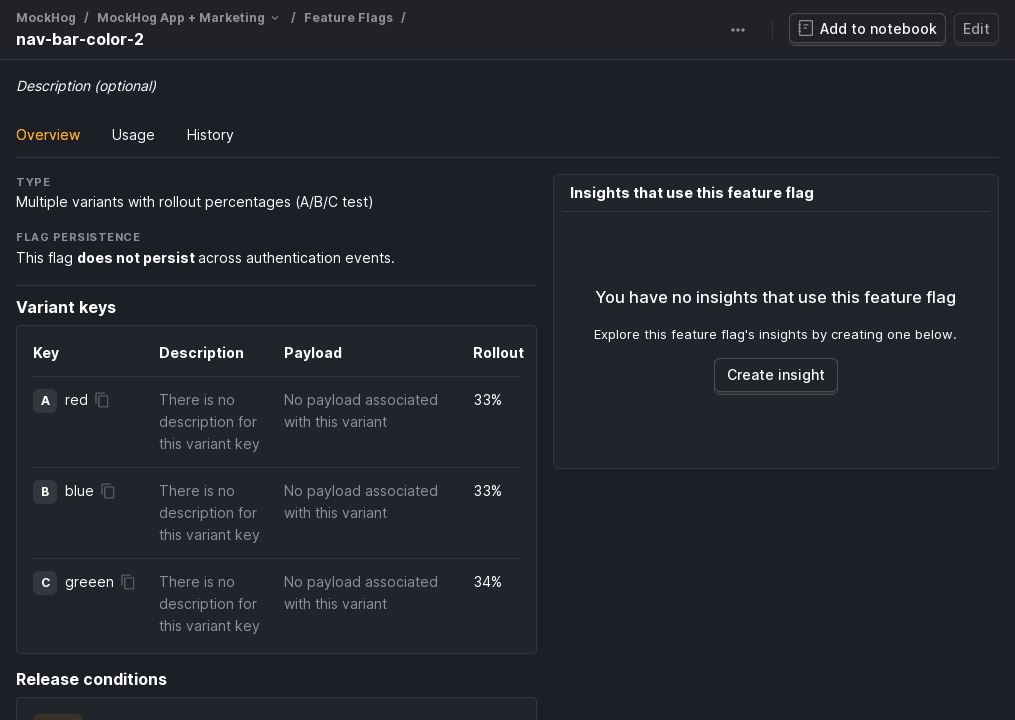 MockHog / MockHog App + Marketing / Feature Flags /
nav-bar-color-2
Add to notebook
Edit
Description (optional)
Overview Usage History
TYPE
Multiple variants with rollout percentages (A/B/C test)
FLAG PERSISTENCE
This flag does not persist across authentication events.
Variant keys
Key Description Payload Rollout
A red There is no No payload associated 33%
description for with this variant
this variant key
B blue There is no No payload associated 33%
description for with this variant
this variant key
C greeen There is no No payload associated 34%
description for with this variant
this variant key
Release conditions
Insights that use this feature flag
You have no insights that use this feature flag
Explore this feature flag's insights by creating one below.
Create insight